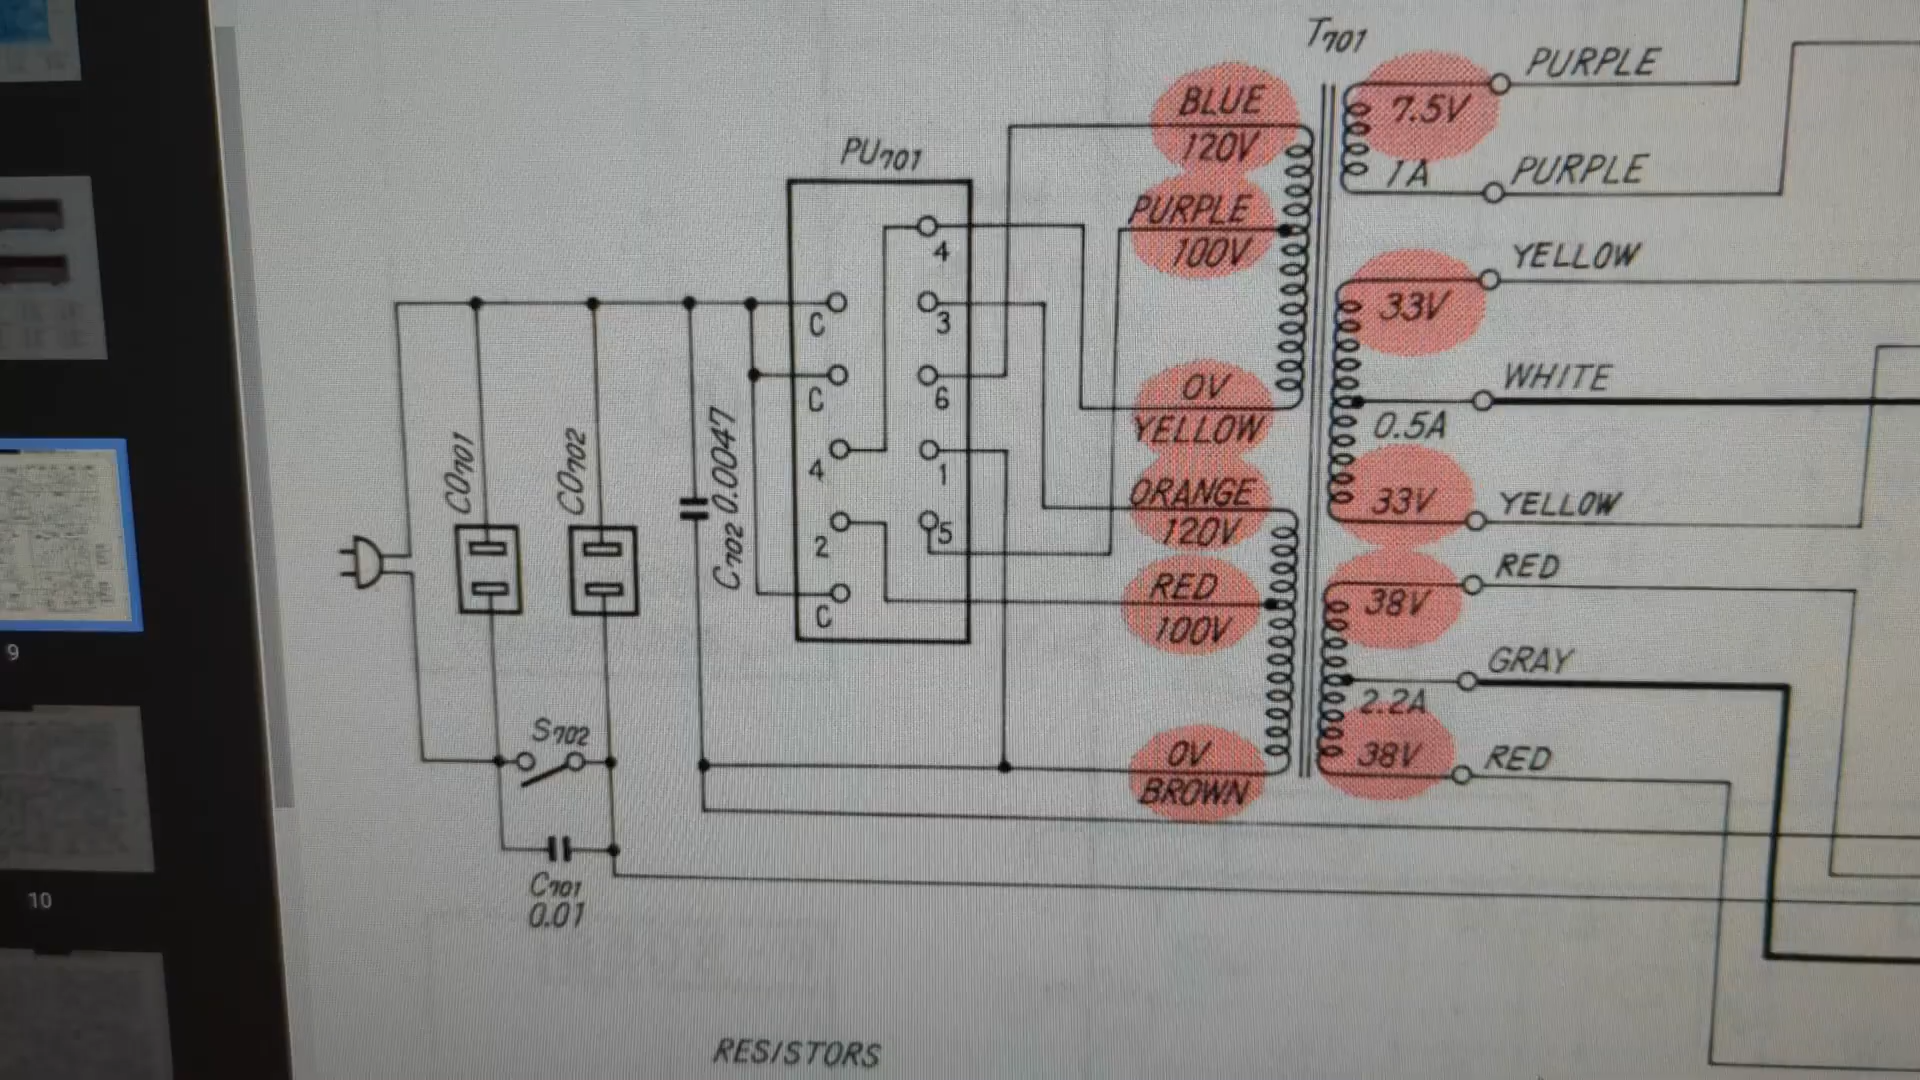 T701
BLUE
120V
PURPLE
100V
0V
YELLOW
ORANGE
120V
RED
100V
0V
BROWN
7.5V
1A
PURPLE
PURPLE
33V
YELLOW
WHITE
0.5A
33V
YELLOW
38V
RED
GRAY
2.2A
38V
RED
PU701
4
C
3
C
6
4
1
2
5
C
CO701
CO702
C702 0.0047
S702
C701
0.01
RESISTORS
9
10